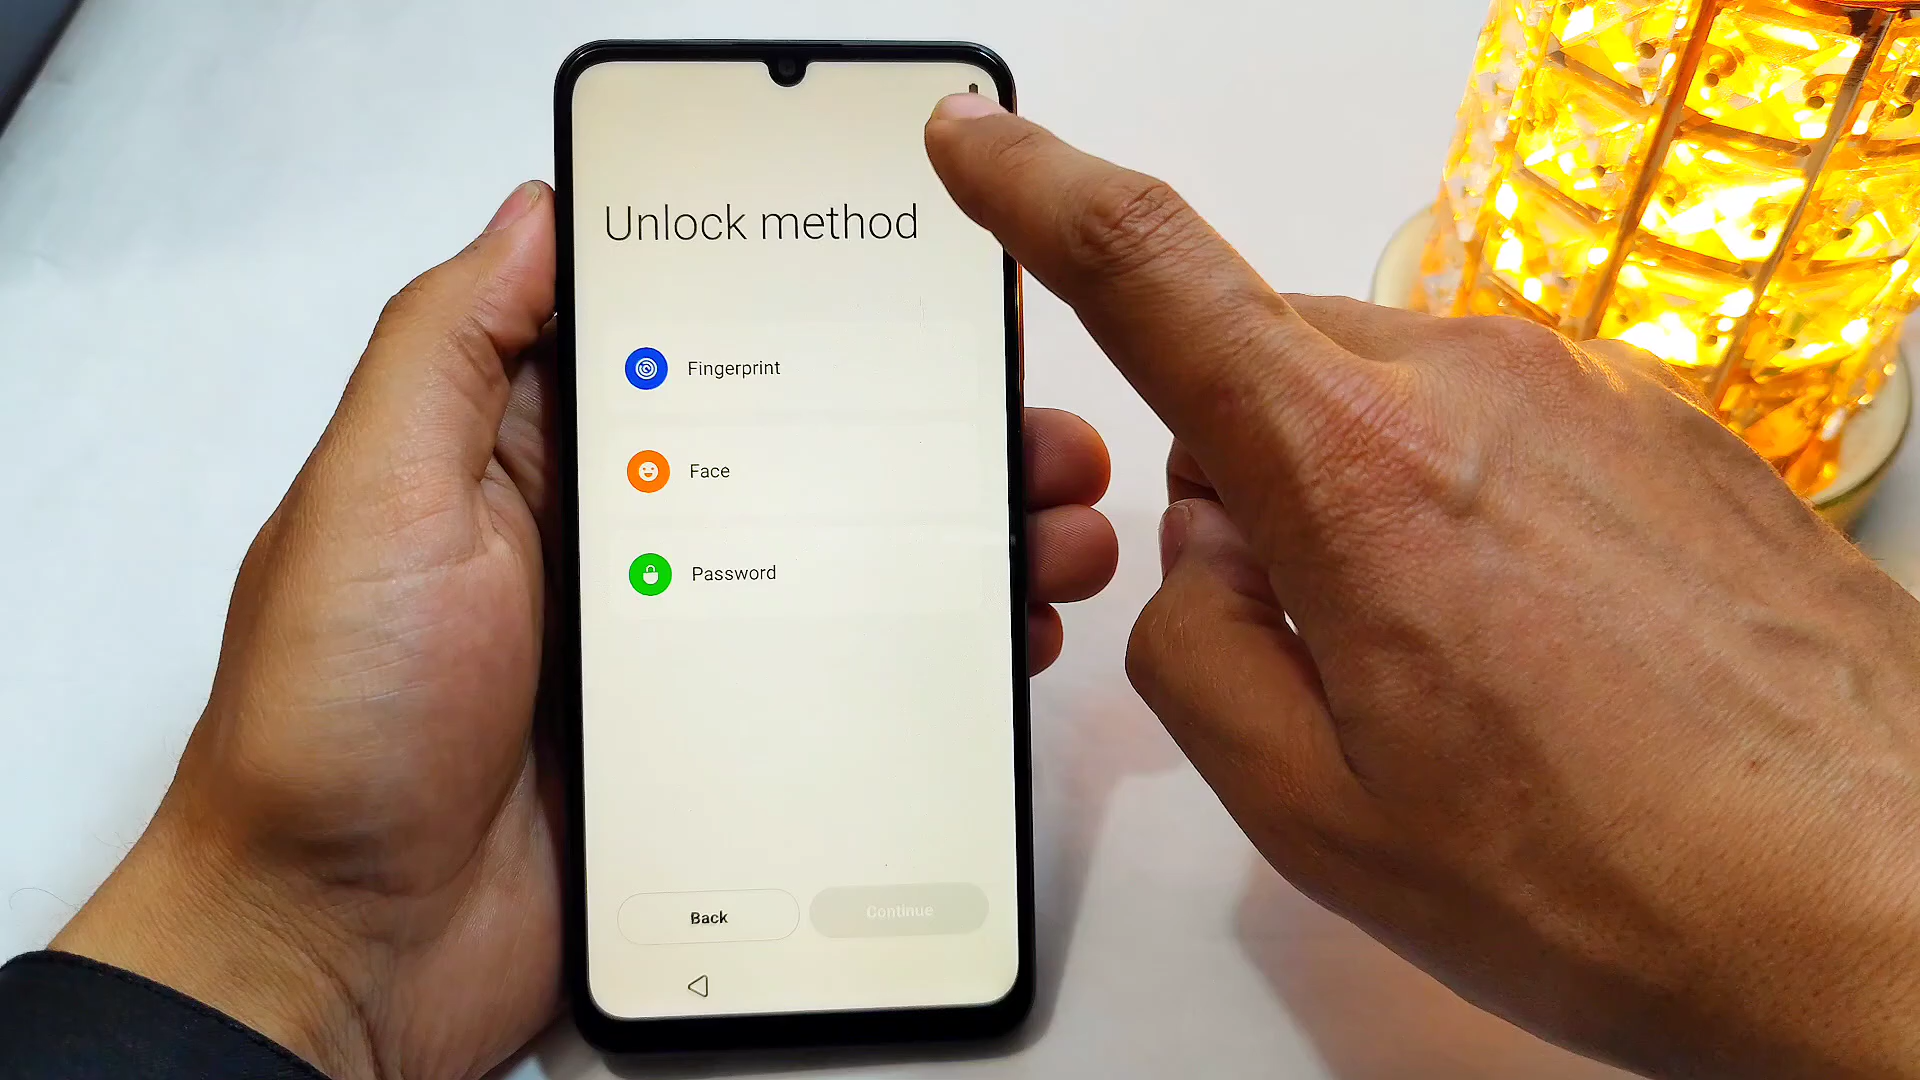 Unlock method
Fingerprint
Face
Password
Back
Continue